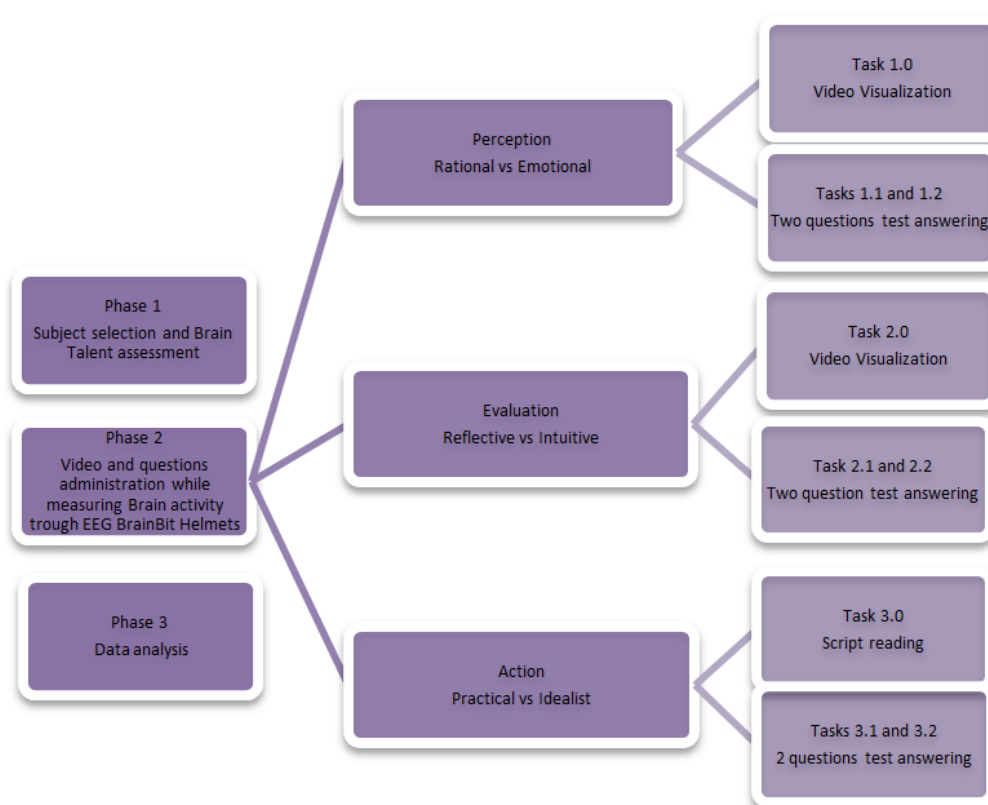 Phase 1
Subject selection and Brain
Talent assessment
Phase 2
Video and questions
administration while
measuring Brain activity
trough EEG BrainBit Helmets
Phase 3
Data analysis
Perception
Rational vs Emotional
Evaluation
Reflective vs Intuitive
Action
Practical vs Idealist
Task 1.0
Video Visualization
Tasks 1.1 and 1.2
Two questions test answering
Task 2.0
Video Visualization
Task 2.1 and 2.2
Two question test answering
Task 3.0
Script reading
Tasks 3.1 and 3.2
2 questions test answering